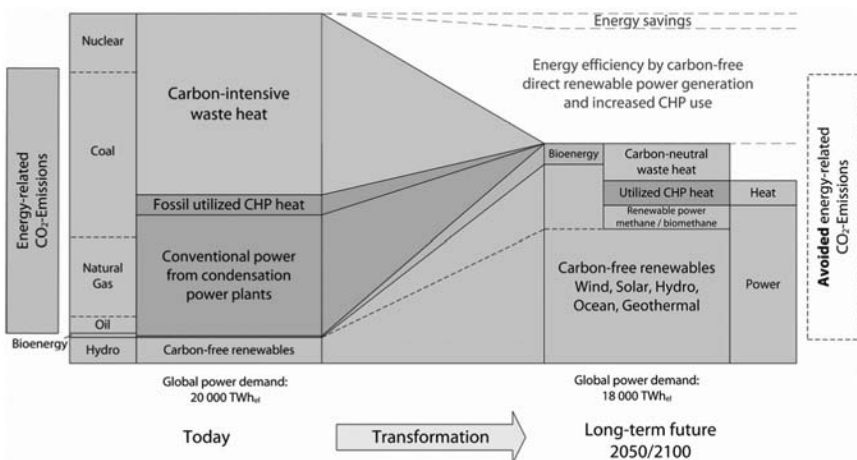 Energy-related
CO₂-Emissions
Nuclear
Coal
Natural
Gas
Oil
Bioenergy
Hydro
Carbon-intensive
waste heat
Fossil utilized CHP heat
Conventional power
from condensation
power plants
Carbon-free renewables
Global power demand:
20 000 TWhₑₗ
Today
Transformation
Energy savings
Energy efficiency by carbon-free
direct renewable power generation
and increased CHP use
Bioenergy
Carbon-neutral
waste heat
Utilized CHP heat
Renewable power
methane / biomethane
Carbon-free renewables
Wind, Solar, Hydro,
Ocean, Geothermal
Heat
Power
Global power demand:
18 000 TWhₑₗ
Long-term future
2050/2100
Avoided energy-related
CO₂-Emissions